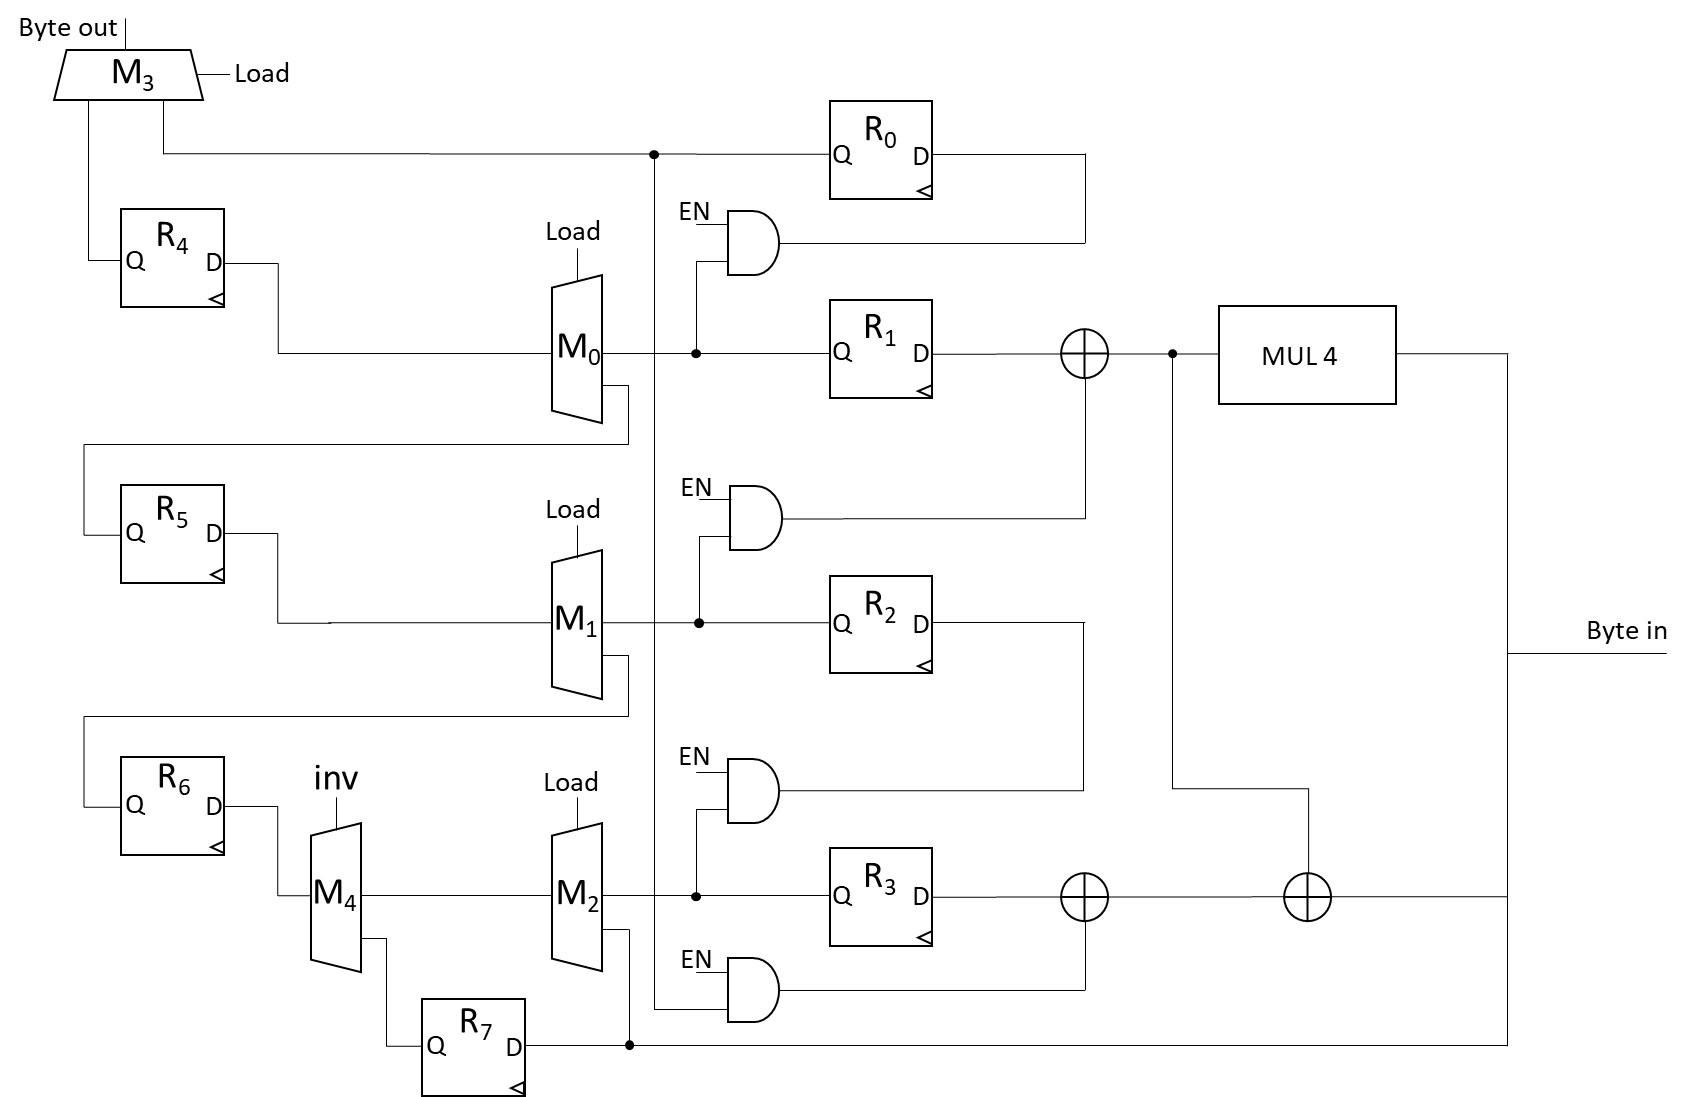 Byte out
M3
Load
R0
Q
D
EN
R4
Q
D
Load
M0
R1
Q
D
MUL 4
EN
R5
Q
D
Load
M1
R2
Q
D
Byte in
EN
R6
Q
D
inv
Load
M4
M2
R3
Q
D
EN
R7
Q
D